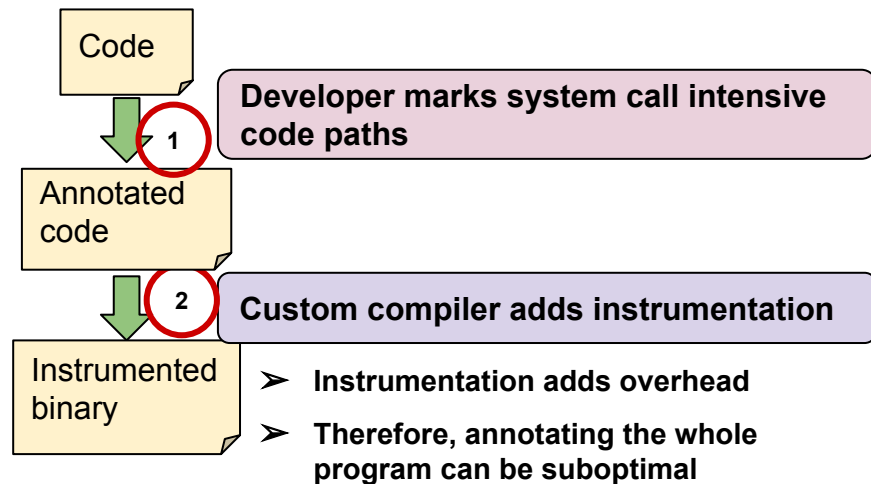 Code
1
Developer marks system call intensive
code paths
Annotated
code
2
Custom compiler adds instrumentation
Instrumented
binary
➢ Instrumentation adds overhead
➢ Therefore, annotating the whole
program can be suboptimal